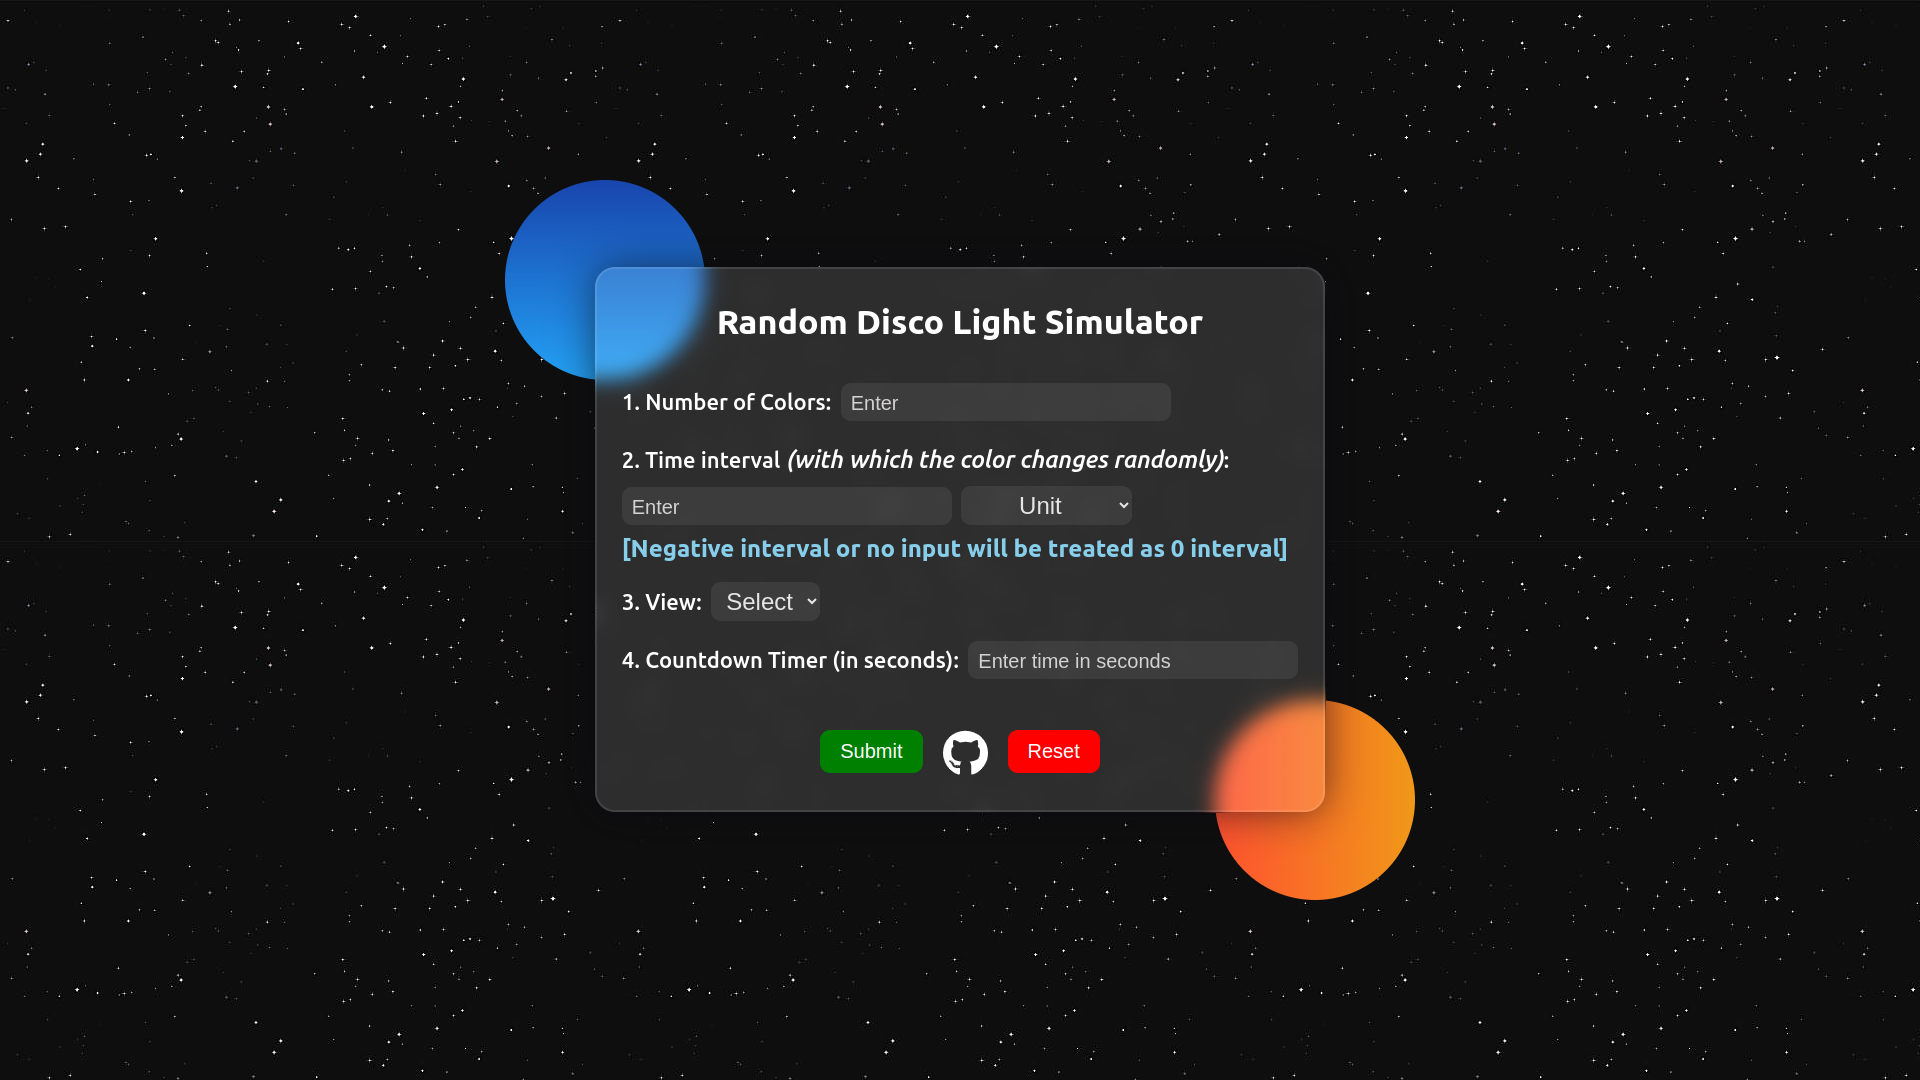 Random Disco Light Simulator
1. Number of Colors: Enter
2. Time interval (with which the color changes randomly):
Enter Unit
[Negative interval or no input will be treated as 0 interval]
3. View: Select
4. Countdown Timer (in seconds): Enter time in seconds
Submit Reset